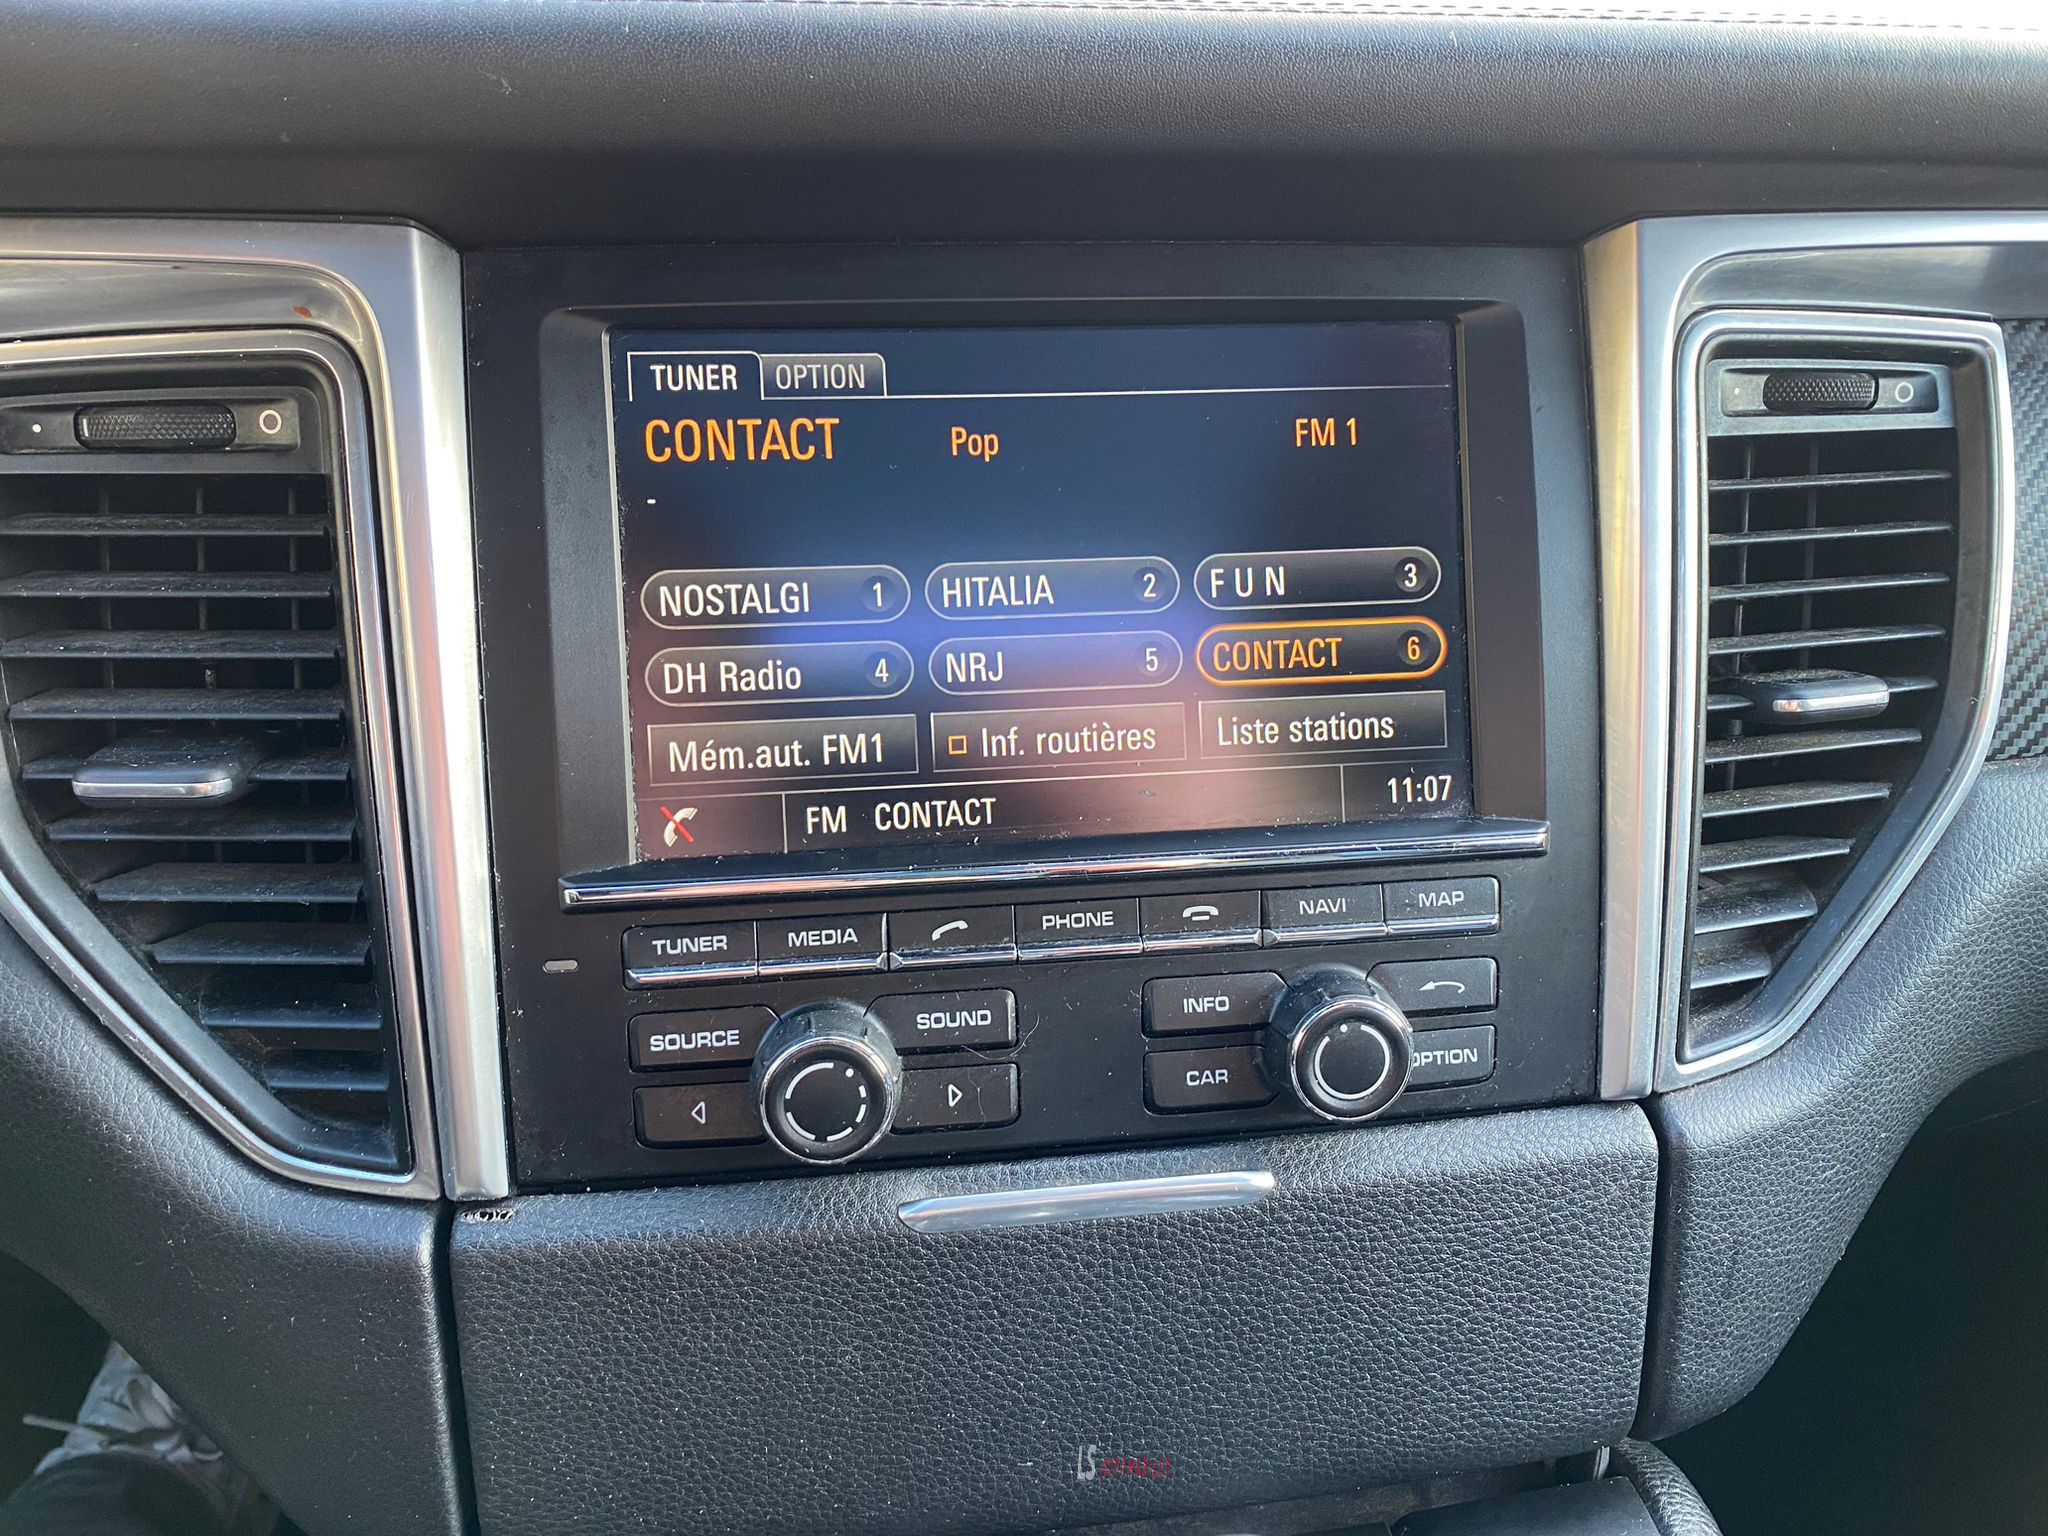 TUNER OPTION
CONTACT Pop FM 1
-
NOSTALGI 1 HITALIA 2 F U N 3
DH Radio 4 NRJ 5 CONTACT 6
Mém.aut. FM1 Inf. routières Liste stations
FM CONTACT 11:07
TUNER MEDIA PHONE NAVI MAP
SOURCE SOUND INFO
CAR OPTION
LS